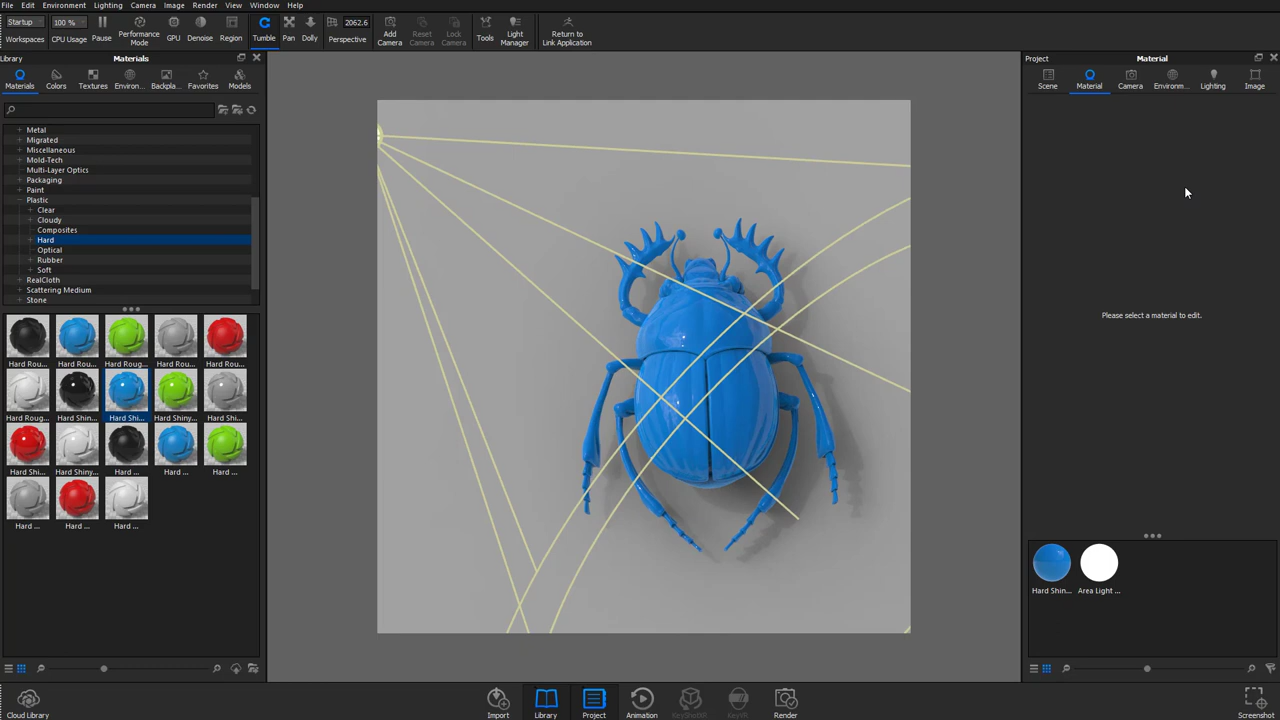 File Edit Environment Lighting Camera Image Render View Window Help
Startup 100 % 2062.6
Workspaces CPU Usage Pause Performance Mode GPU Denoise Region Tumble Pan Dolly Perspective Add Camera Reset Camera Lock Camera Tools Light Manager Return to Link Application
Library Materials
Materials Colors Textures Environ... Backpla... Favorites Models
Metal
Migrated
Miscellaneous
Mold-Tech
Multi-Layer Optics
Packaging
Paint
Plastic
Clear
Cloudy
Composites
Hard
Optical
Rubber
Soft
RealCloth
Scattering Medium
Stone
Hard Rou... Hard Rou... Hard Roug... Hard Rou... Hard Rou...
Hard Roug... Hard Shin... Hard Shi... Hard Shiny... Hard Shi...
Hard Shi... Hard Shiny... Hard ... Hard ... Hard ...
Hard ... Hard ... Hard ...
Project Material
Scene Material Camera Environ... Lighting Image
Please select a material to edit.
Hard Shin... Area Light ...
Cloud Library Import Library Project Animation KeyShotVR KeyVR Render Screenshot